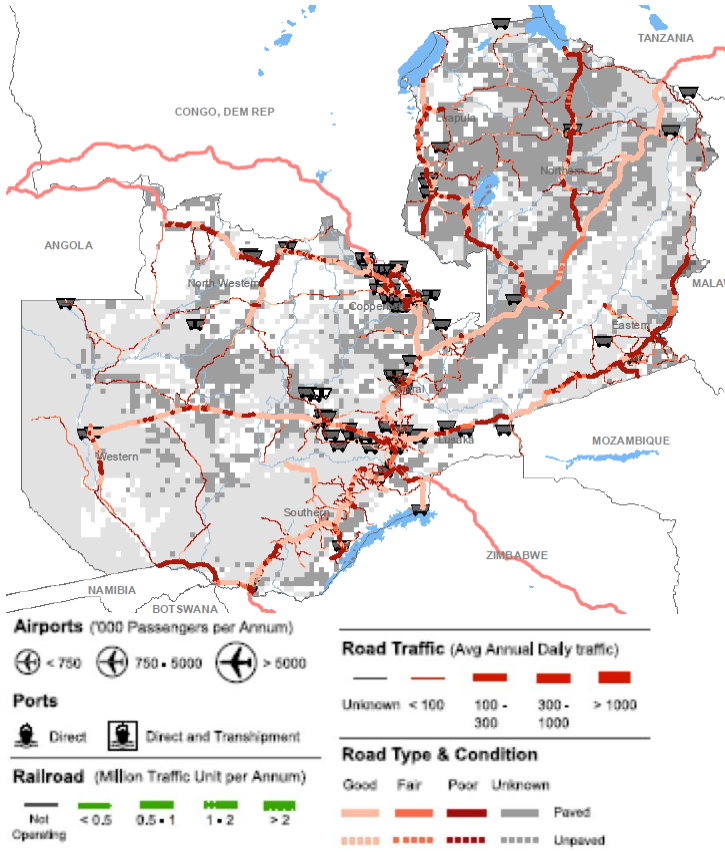 TANZANIA
CONGO, DEM REP
Luapula
Northern
ANGOLA
North Western
MALAW
Eastern
Central
MOZAMBIQUE
Western
Southern
ZIMBABWE
NAMIBIA
BOTSWANA
Airports ('000 Passengers per Annum)
< 750 750 - 5000 > 5000
Ports
Direct Direct and Transhipment
Railroad (Million Traffic Unit per Annum)
Not Operating < 0.5 0.5 - 1 1 - 2 > 2
Road Traffic (Avg Annual Daily traffic)
Unknown < 100 100 - 300 300 - 1000 > 1000
Road Type & Condition
Good Fair Poor Unknown
Paved
Unpaved